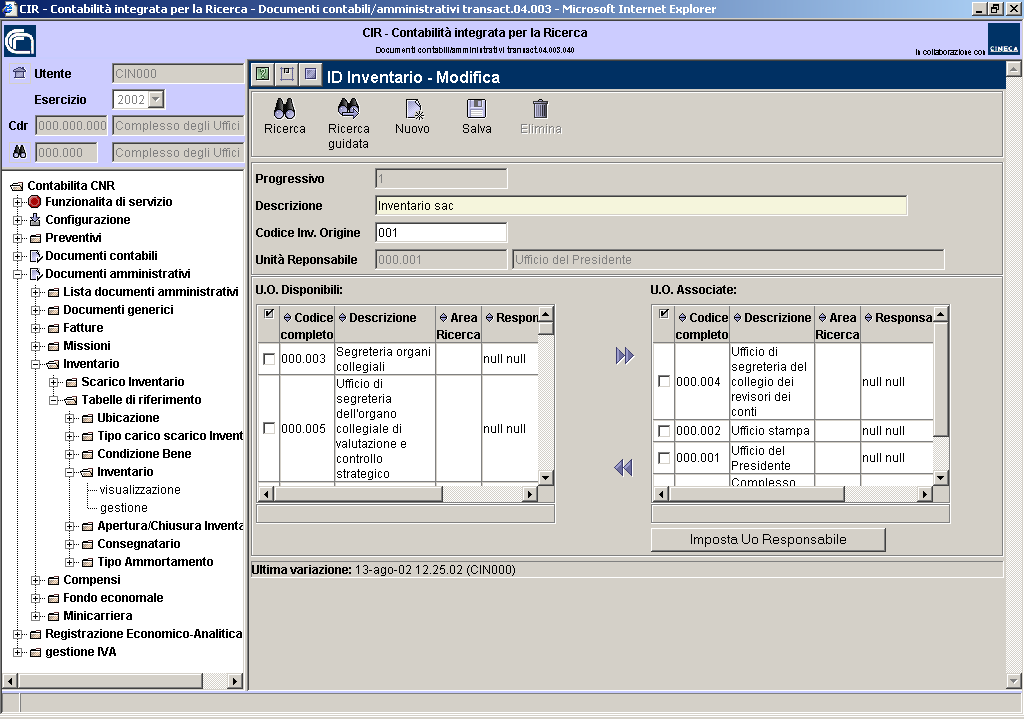 CIR - Contabilità integrata per la Ricerca - Documenti contabili/amministrativi transact.04.003 - Microsoft Internet Explorer
CIR - Contabilità integrata per la Ricerca
Documenti contabili/amministrativi transact.04.003.040
in collaborazione con
CINECA
Utente CIN000
Esercizio 2002
Cdr 000.000.000 Complesso degli Uffici
000.000 Complesso degli Uffici
Contabilita CNR
Funzionalita di servizio
Configurazione
Preventivi
Documenti contabili
Documenti amministrativi
Lista documenti amministrativi
Documenti generici
Fatture
Missioni
Inventario
Scarico Inventario
Tabelle di riferimento
Ubicazione
Tipo carico scarico Invent
Condizione Bene
Inventario
visualizzazione
gestione
Apertura/Chiusura Inventa
Consegnatario
Tipo Ammortamento
Compensi
Fondo economale
Minicarriera
Registrazione Economico-Analitica
gestione IVA
ID Inventario - Modifica
Ricerca
Ricerca guidata
Nuovo
Salva
Elimina
Progressivo 1
Descrizione Inventario sac
Codice Inv. Origine 001
Unità Reponsabile 000.001 Ufficio del Presidente
U.O. Disponibili:
Codice completo Descrizione Area Ricerca Respon
000.003 Segreteria organi collegiali null null
000.005 Ufficio di segreteria dell'organo collegiale di valutazione e controllo strategico null null
U.O. Associate:
Codice completo Descrizione Area Ricerca Responsa
000.004 Ufficio di segreteria del collegio dei revisori dei conti null null
000.002 Ufficio stampa null null
000.001 Ufficio del Presidente null null
Complesso
Imposta Uo Responsabile
Ultima variazione: 13-ago-02 12.25.02 (CIN000)